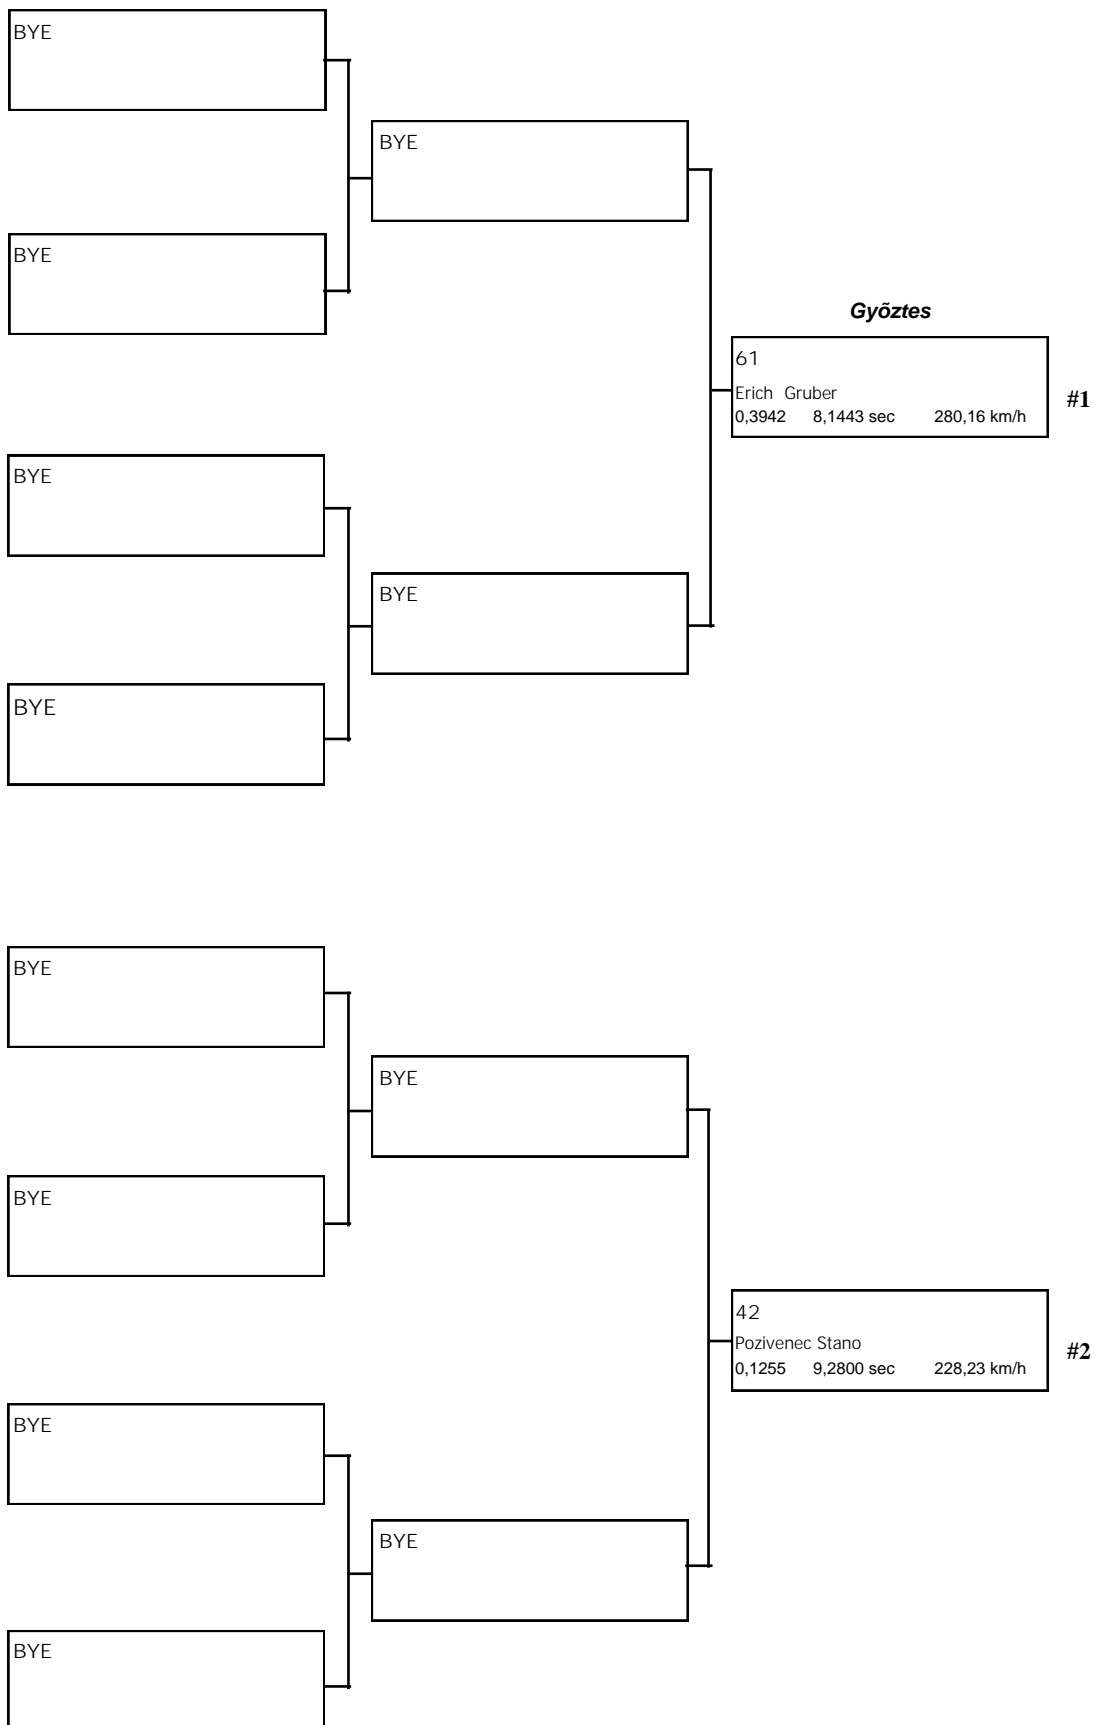 BYE
BYE
BYE
Gyõztes
61
Erich Gruber
0,3942 8,1443 sec 280,16 km/h
#1
BYE
BYE
BYE
BYE
BYE
BYE
42
Pozivenec Stano
0,1255 9,2800 sec 228,23 km/h
#2
BYE
BYE
BYE